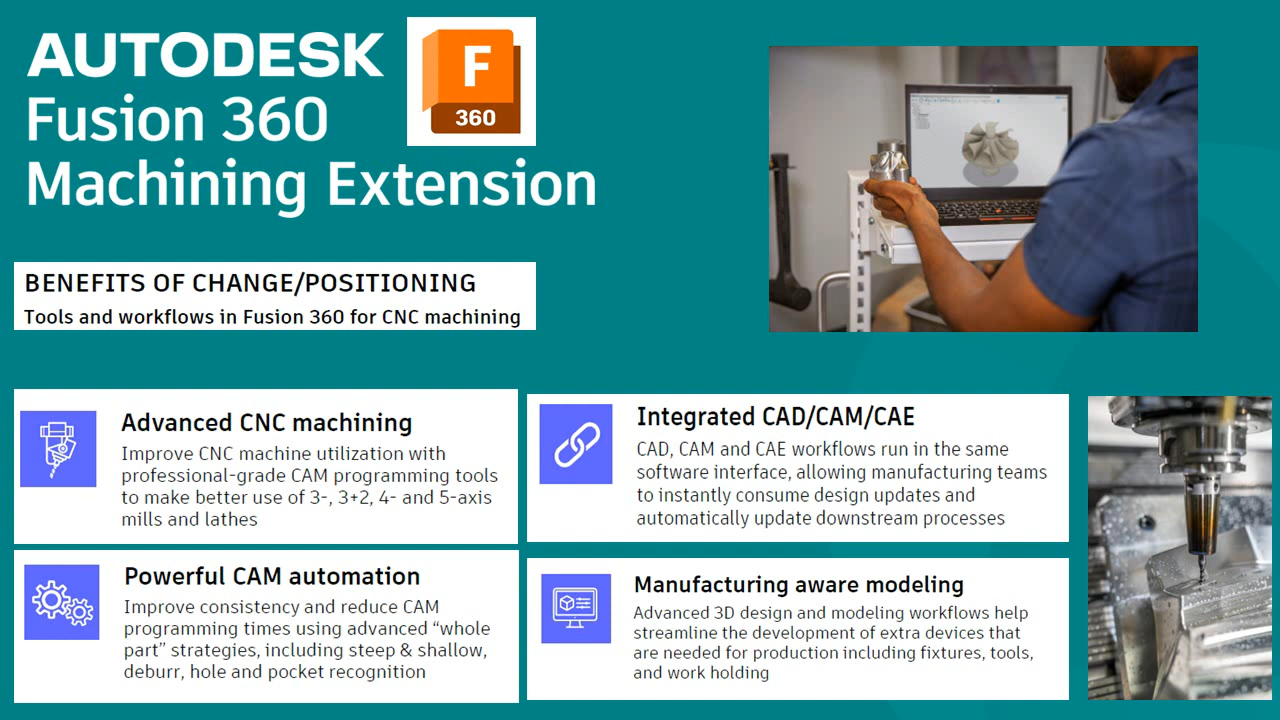 AUTODESK
Fusion 360
Machining Extension
F
360
BENEFITS OF CHANGE/POSITIONING
Tools and workflows in Fusion 360 for CNC machining
Advanced CNC machining
Improve CNC machine utilization with
professional-grade CAM programming tools
to make better use of 3-, 3+2, 4- and 5-axis
mills and lathes
Integrated CAD/CAM/CAE
CAD, CAM and CAE workflows run in the same
software interface, allowing manufacturing teams
to instantly consume design updates and
automatically update downstream processes
Powerful CAM automation
Improve consistency and reduce CAM
programming times using advanced “whole
part” strategies, including steep & shallow,
deburr, hole and pocket recognition
Manufacturing aware modeling
Advanced 3D design and modeling workflows help
streamline the development of extra devices that
are needed for production including fixtures, tools,
and work holding